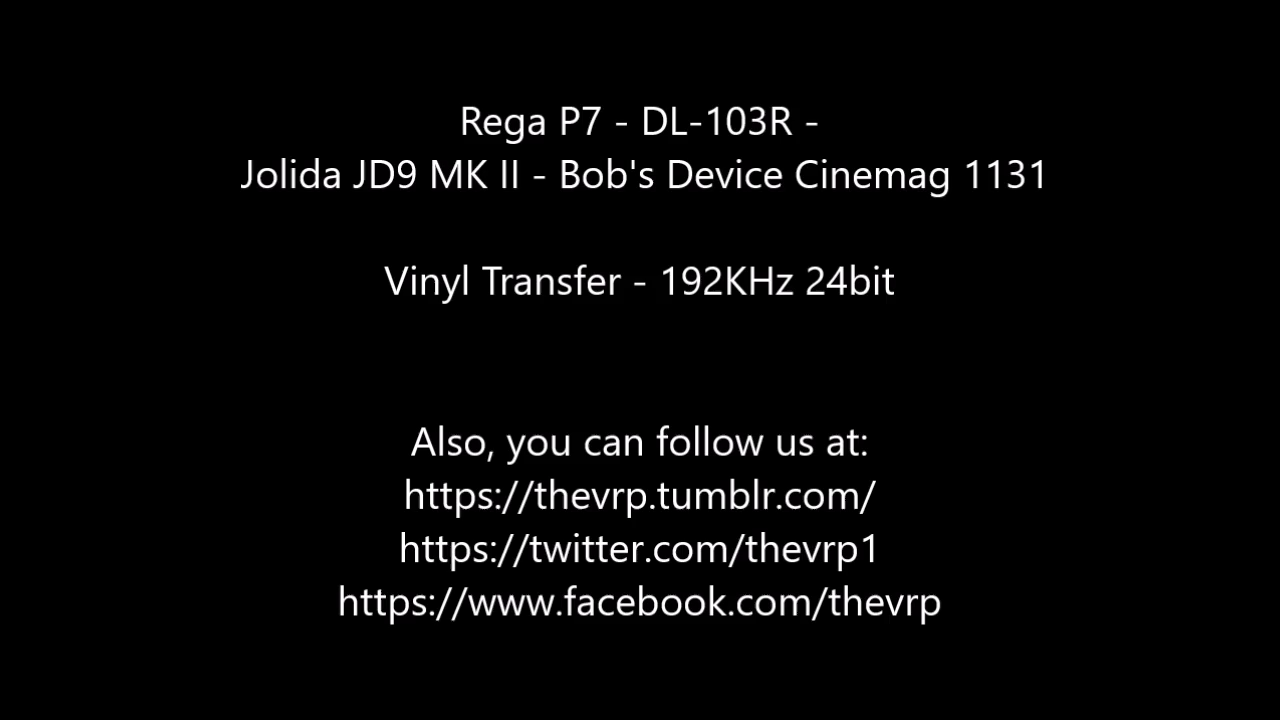 Rega P7 - DL-103R -
Jolida JD9 MK II - Bob's Device Cinemag 1131
Vinyl Transfer - 192KHz 24bit
Also, you can follow us at:
https://thevrp.tumblr.com/
https://twitter.com/thevrp1
https://www.facebook.com/thevrp